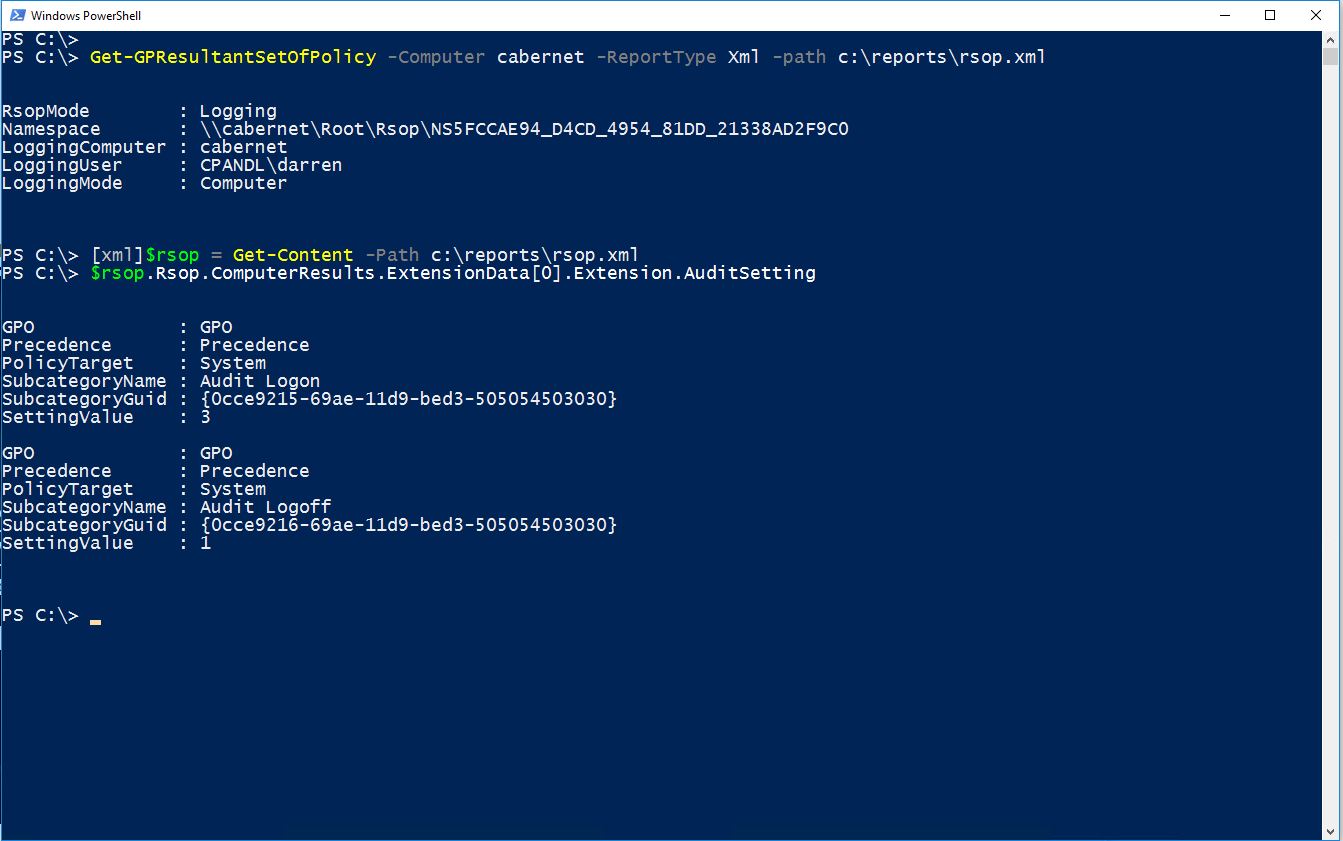 Windows PowerShell
PS C:\>
PS C:\> Get-GPResultantSetOfPolicy -Computer cabernet -ReportType Xml -path c:\reports\rsop.xml
RsopMode : Logging
Namespace : \\cabernet\Root\Rsop\NS5FCCAE94_D4CD_4954_81DD_21338AD2F9C0
LoggingComputer : cabernet
LoggingUser : CPANDL\darren
LoggingMode : Computer
PS C:\> [xml]$rsop = Get-Content -Path c:\reports\rsop.xml
PS C:\> $rsop.Rsop.ComputerResults.ExtensionData[0].Extension.AuditSetting
GPO : GPO
Precedence : Precedence
PolicyTarget : System
SubcategoryName : Audit Logon
SubcategoryGuid : {0cce9215-69ae-11d9-bed3-505054503030}
SettingValue : 3
GPO : GPO
Precedence : Precedence
PolicyTarget : System
SubcategoryName : Audit Logoff
SubcategoryGuid : {0cce9216-69ae-11d9-bed3-505054503030}
SettingValue : 1
PS C:\>